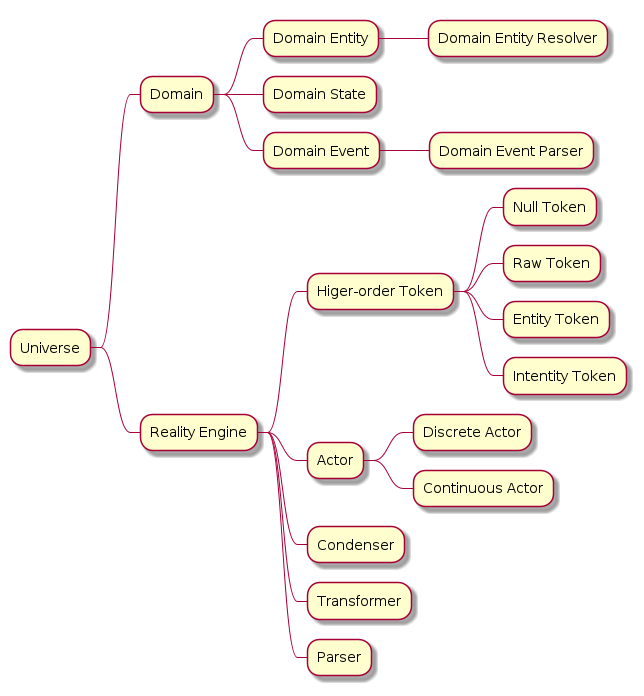 Domain Entity
Domain Entity Resolver
Domain
Domain State
Domain Event
Domain Event Parser
Null Token
Raw Token
Higer-order Token
Entity Token
Universe
Intentity Token
Reality Engine
Discrete Actor
Actor
Continuous Actor
Condenser
Transformer
Parser